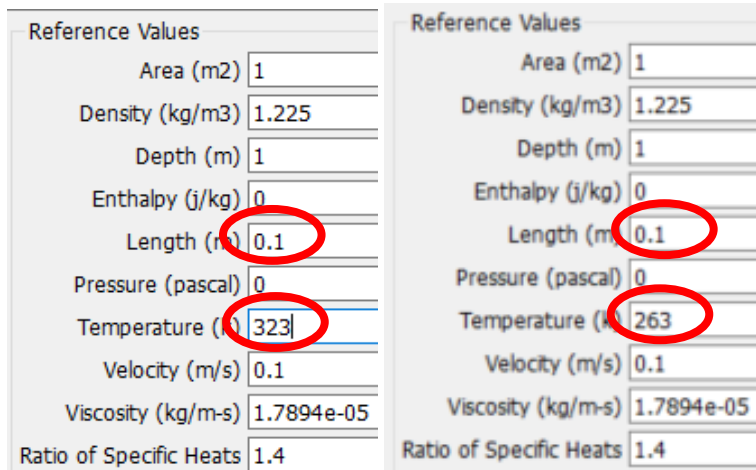 Reference Values
Area (m2) 1
Density (kg/m3) 1.225
Depth (m) 1
Enthalpy (j/kg) 0
Length (m) 0.1
Pressure (pascal) 0
Temperature (k) 323
Velocity (m/s) 0.1
Viscosity (kg/m-s) 1.7894e-05
Ratio of Specific Heats 1.4
Reference Values
Area (m2) 1
Density (kg/m3) 1.225
Depth (m) 1
Enthalpy (j/kg) 0
Length (m) 0.1
Pressure (pascal) 0
Temperature (k) 263
Velocity (m/s) 0.1
Viscosity (kg/m-s) 1.7894e-05
Ratio of Specific Heats 1.4